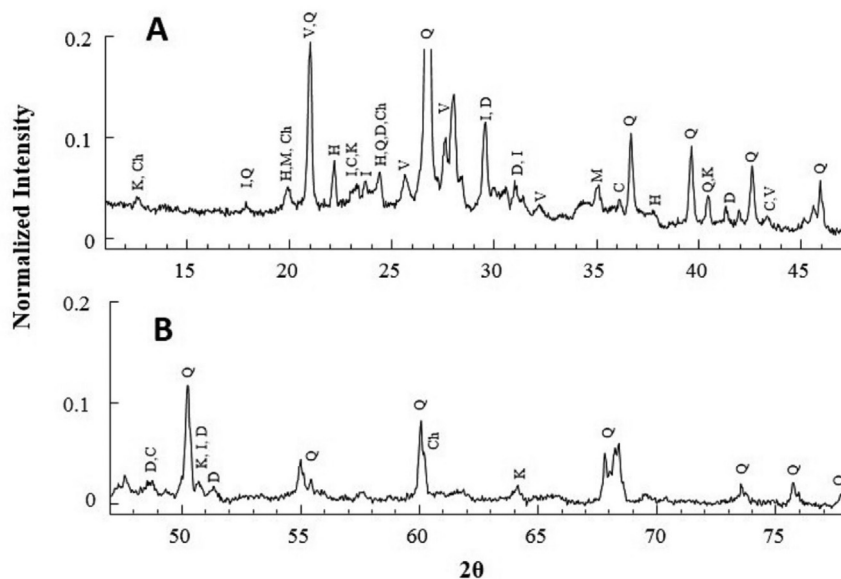 A
0.2
0.1
0
K, Ch
I,Q
H,M, Ch
V,Q
H
I,C,K
I
H,Q,D,Ch
V
Q
V
I, D
D, I
V
M
C
Q
H
Q
Q,K
D
Q
C,V
Q
15
20
25
30
35
40
45
Normalized Intensity
B
0.2
0.1
0
D,C
Q
K, I, D
D
Q
Q
Ch
K
Q
Q
Q
Q
50
55
60
65
70
75
2θ